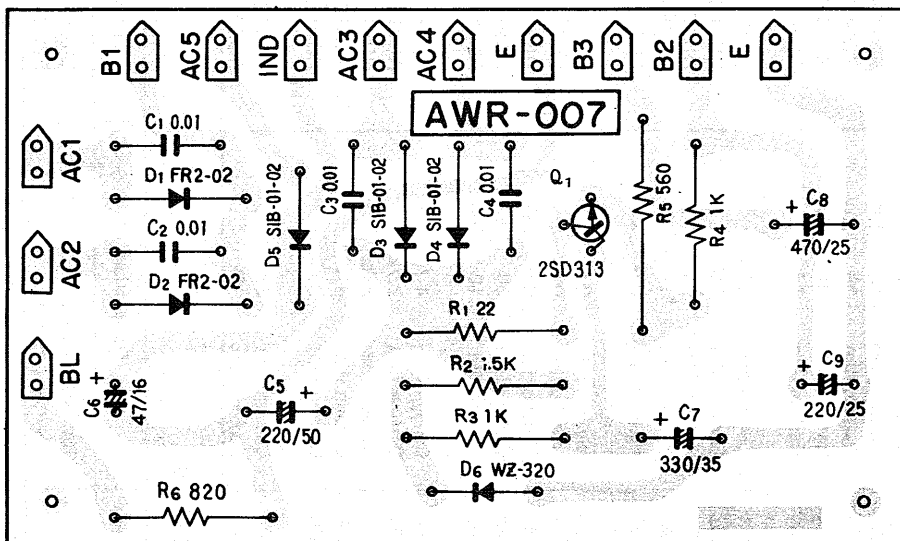 B1
AC5
IND
AC3
AC4
E
B3
B2
E
AWR-007
AC1
C1 0.01
D1 FR2-02
AC2
C2 0.01
D2 FR2-02
D5 SIB-01-02
C3 0.01
D3 SIB-01-02
D4 SIB-01-02
C4 0.01
Q1
2SD313
R5 560
R4 1K
+ C8
470/25
R1 22
R2 1.5K
R3 1K
D6 WZ-320
BL
+
C6 47/16
C5 +
220/50
+ C7
330/35
+ C9
220/25
R6 820